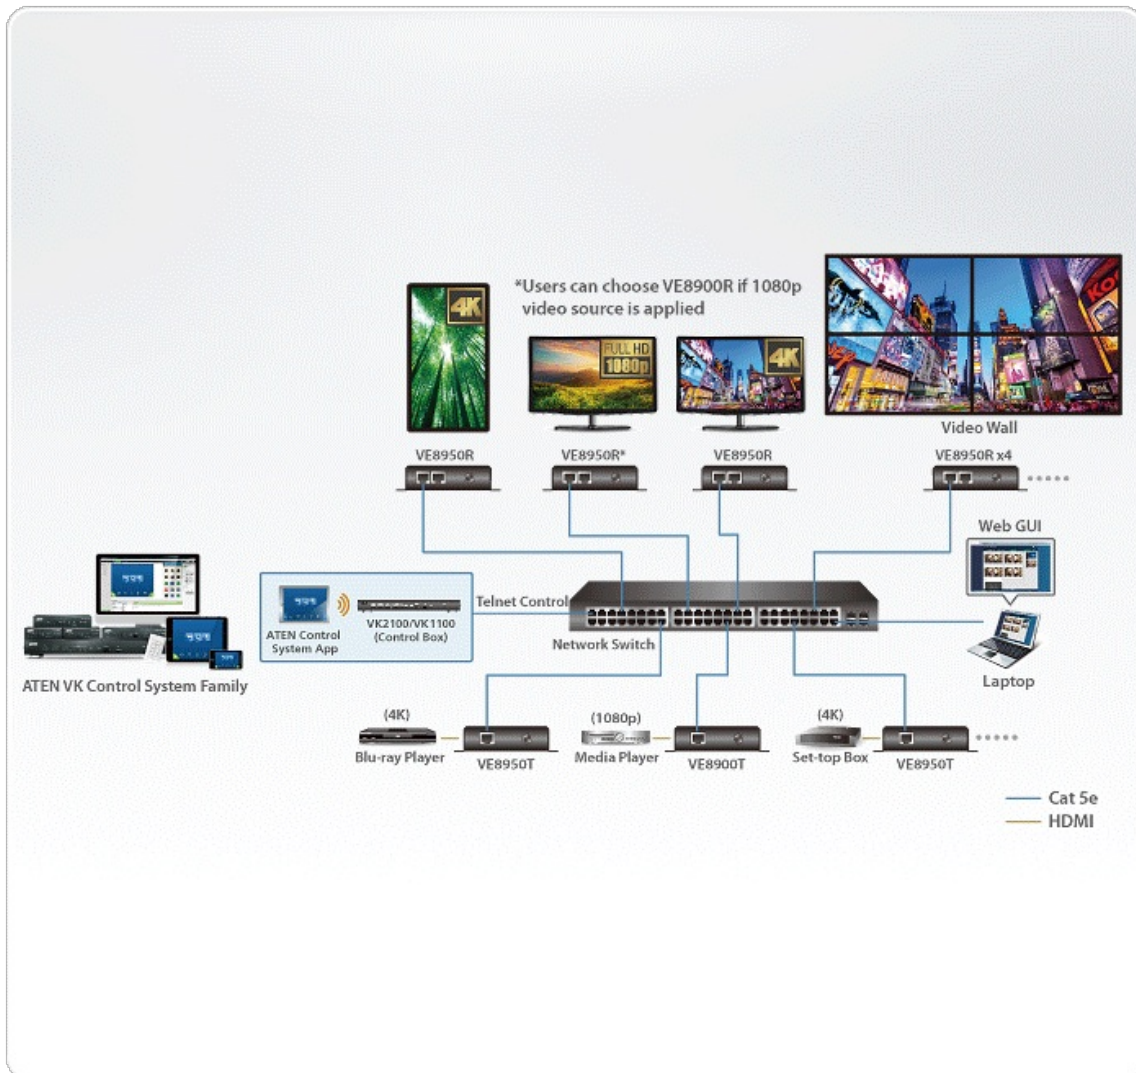 4K
*Users can choose VE8900R if 1080p
video source is applied
FULL HD
1080p
4K
Video Wall
VE8950R
VE8950R*
VE8950R
VE8950R x4
Web GUI
Telnet Control
ATEN Control
System App
VK2100/VK1100
(Control Box)
Network Switch
Laptop
ATEN VK Control System Family
(4K)
Blu-ray Player
VE8950T
(1080p)
Media Player
VE8900T
(4K)
Set-top Box
VE8950T
Cat 5e
HDMI